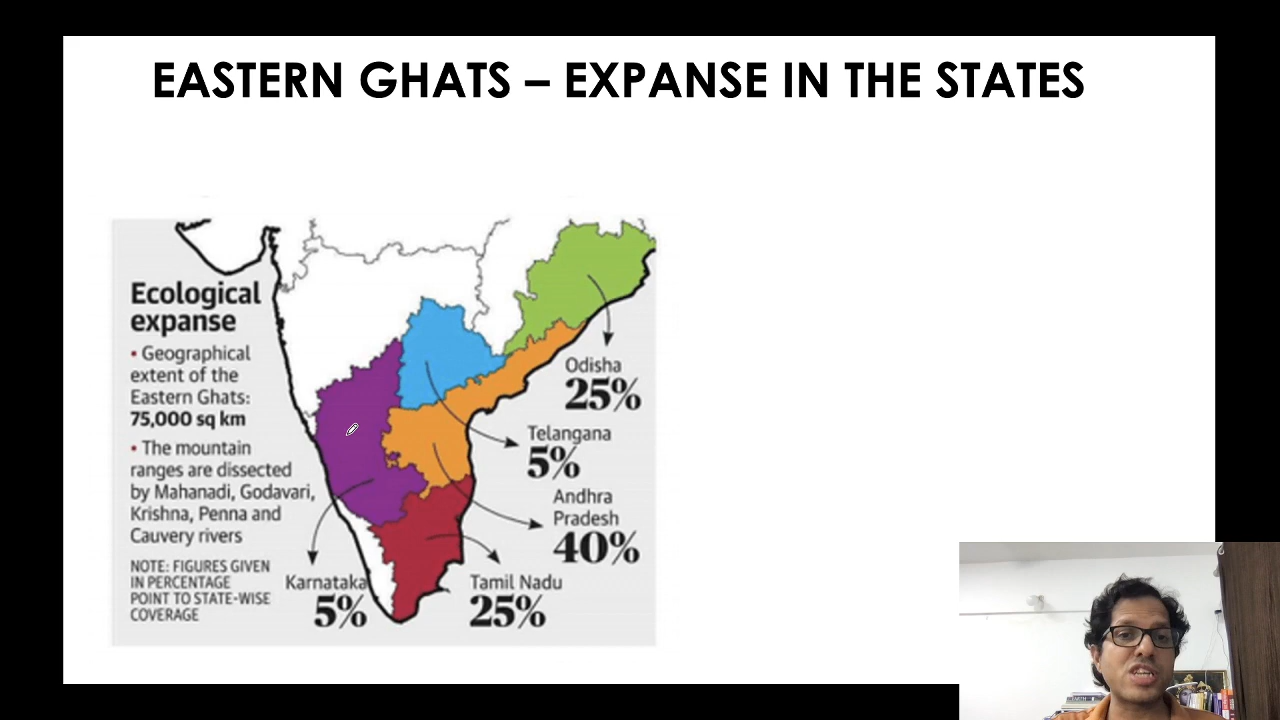 EASTERN GHATS – EXPANSE IN THE STATES
Ecological
expanse
• Geographical
extent of the
Eastern Ghats:
75,000 sq km
• The mountain
ranges are dissected
by Mahanadi, Godavari,
Krishna, Penna and
Cauvery rivers
NOTE: FIGURES GIVEN
IN PERCENTAGE
POINT TO STATE-WISE
COVERAGE
Odisha
25%
Telangana
5%
Andhra
Pradesh
40%
Karnataka
5%
Tamil Nadu
25%